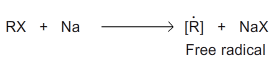 RX + Na ⟶ [Ṙ] + NaX
Free radical